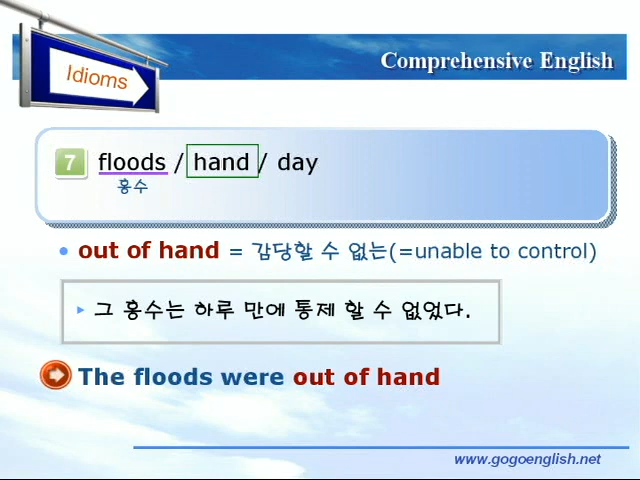 Idioms
Comprehensive English
7 floods / hand / day
홍수
• out of hand = 감당할 수 없는(=unable to control)
▸ 그 홍수는 하루 만에 통제 할 수 없었다.
The floods were out of hand
www.gogoenglish.net